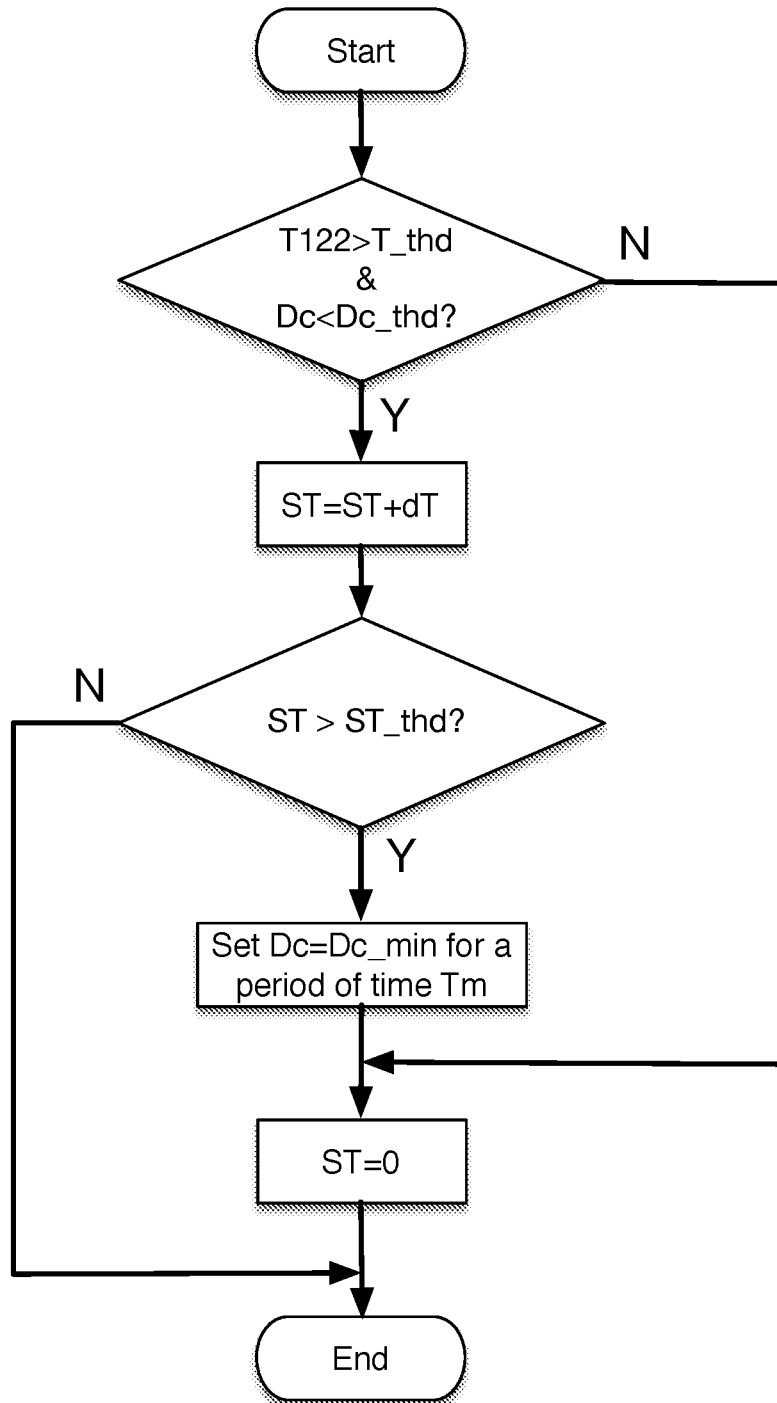 Start
T122>T_thd
&
Dc<Dc_thd?
N
Y
ST=ST+dT
N
ST > ST_thd?
Y
Set Dc=Dc_min for a
period of time Tm
ST=0
End